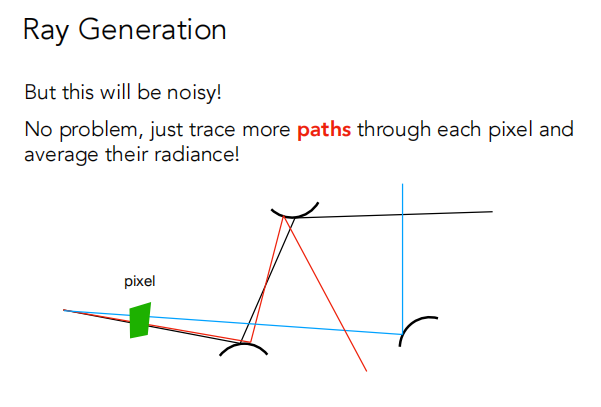 Ray Generation
But this will be noisy!
No problem, just trace more paths through each pixel and
average their radiance!
pixel